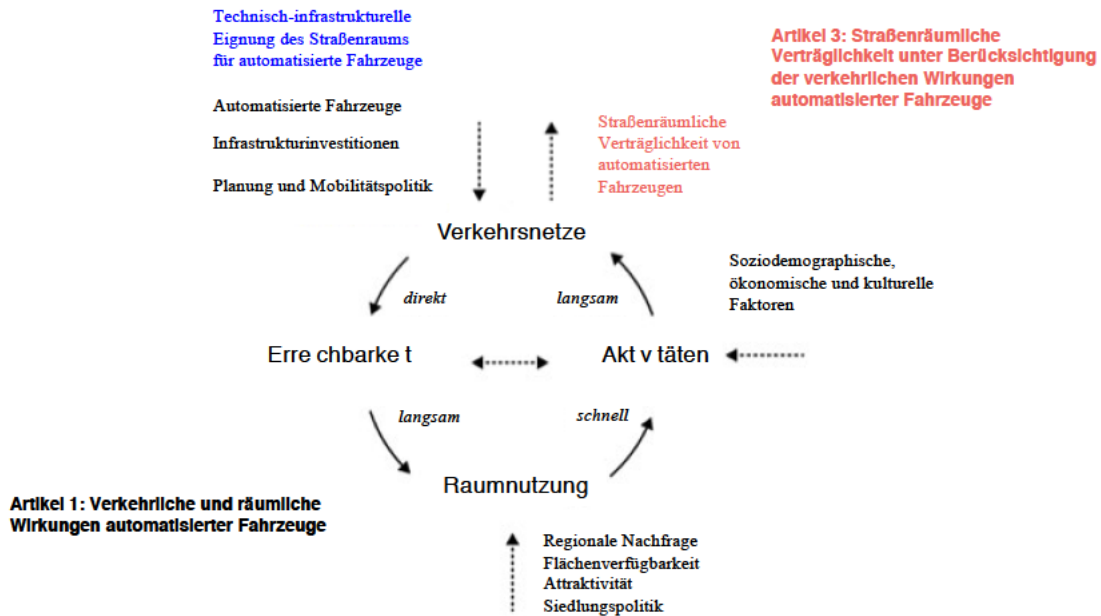 Technisch-infrastrukturelle
Eignung des Straßenraums
für automatisierte Fahrzeuge
Artikel 3: Straßenräumliche
Verträglichkeit unter Berücksichtigung
der verkehrlichen Wirkungen
automatisierter Fahrzeuge
Automatisierte Fahrzeuge
Infrastrukturinvestitionen
Planung und Mobilitätspolitik
Straßenräumliche
Verträglichkeit von
automatisierten
Fahrzeugen
Verkehrsnetze
Soziodemographische,
ökonomische und kulturelle
Faktoren
direkt
langsam
Erre chbarke t
Akt v täten
langsam
schnell
Raumnutzung
Artikel 1: Verkehrliche und räumliche
Wirkungen automatisierter Fahrzeuge
Regionale Nachfrage
Flächenverfügbarkeit
Attraktivität
Siedlungspolitik